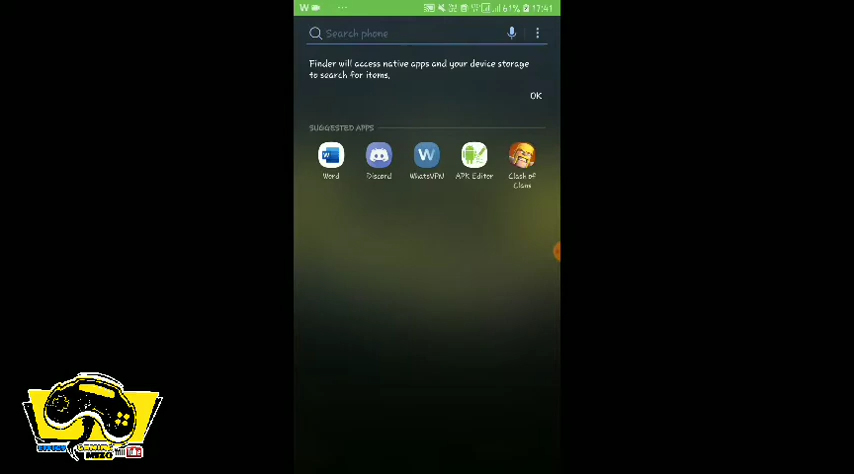 W ... 61% 17:41
Search phone
Finder will access native apps and your device storage
to search for items.
OK
SUGGESTED APPS
W
Word
Discord
W
WhatsVPN
APK Editor
Clash of
Clans
GAMING